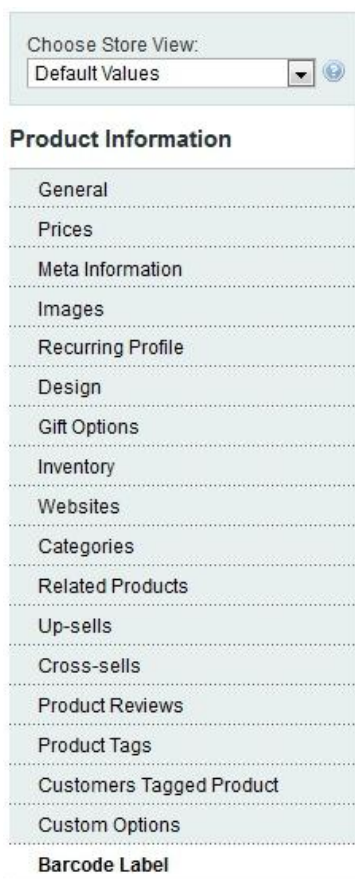 Choose Store View:
Default Values
Product Information
General
Prices
Meta Information
Images
Recurring Profile
Design
Gift Options
Inventory
Websites
Categories
Related Products
Up-sells
Cross-sells
Product Reviews
Product Tags
Customers Tagged Product
Custom Options
Barcode Label